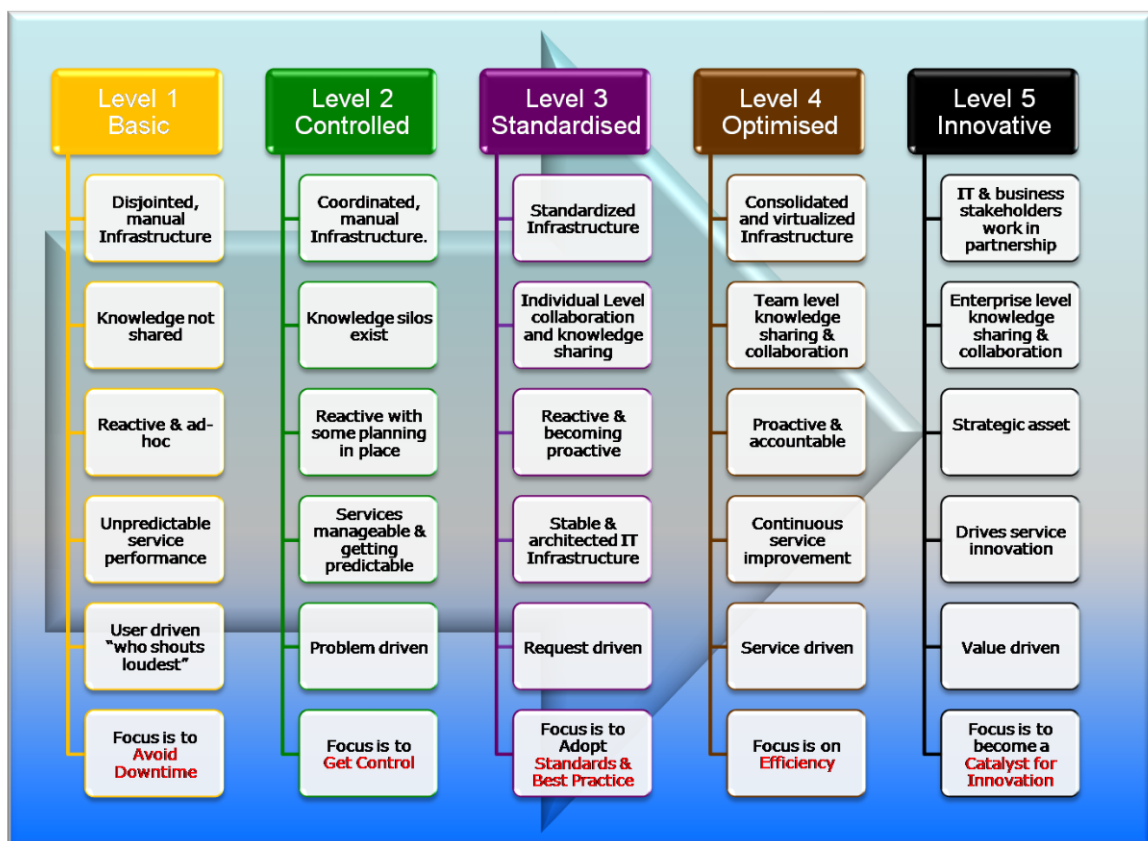 Level 1
Basic
Disjointed,
manual
Infrastructure
Knowledge not
shared
Reactive & ad-
hoc
Unpredictable
service
performance
User driven
“who shouts
loudest”
Focus is to
Avoid
Downtime
Level 2
Controlled
Coordinated,
manual
Infrastructure.
Knowledge silos
exist
Reactive with
some planning
in place
Services
manageable &
getting
predictable
Problem driven
Focus is to
Get Control
Level 3
Standardised
Standardized
Infrastructure
Individual Level
collaboration
and knowledge
sharing
Reactive &
becoming
proactive
Stable &
architected IT
Infrastructure
Request driven
Focus is to
Adopt
Standards &
Best Practice
Level 4
Optimised
Consolidated
and virtualized
Infrastructure
Team level
knowledge
sharing &
collaboration
Proactive &
accountable
Continuous
service
improvement
Service driven
Focus is on
Efficiency
Level 5
Innovative
IT & business
stakeholders
work in
partnership
Enterprise level
knowledge
sharing &
collaboration
Strategic asset
Drives service
innovation
Value driven
Focus is to
become a
Catalyst for
Innovation